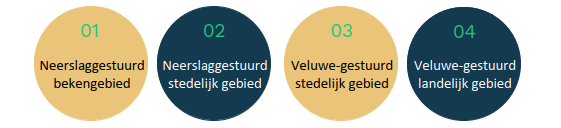 01
Neerslaggestuurd
bekengebied
02
Neerslaggestuurd
stedelijk gebied
03
Veluwe-gestuurd
stedelijk gebied
04
Veluwe-gestuurd
landelijk gebied